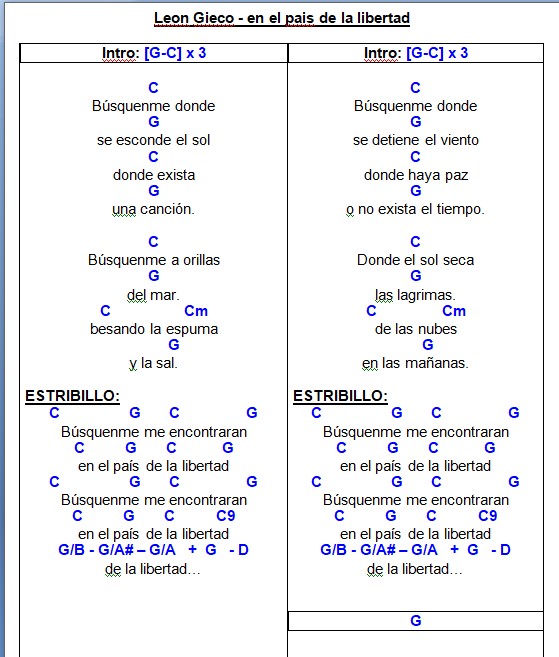 Leon Gieco - en el pais de la libertad
Intro: [G-C] x 3
C
Búsquenme donde
G
se esconde el sol
C
donde exista
G
una canción.
C
Búsquenme a orillas
G
del mar.
C Cm
besando la espuma
G
y la sal.
ESTRIBILLO:
C G C G
Búsquenme me encontraran
C G C G
en el país de la libertad
C G C G
Búsquenme me encontraran
C G C C9
en el país de la libertad
G/B - G/A# – G/A + G - D
de la libertad…
Intro: [G-C] x 3
C
Búsquenme donde
G
se detiene el viento
C
donde haya paz
G
o no exista el tiempo.
C
Donde el sol seca
G
las lagrimas.
C Cm
de las nubes
G
en las mañanas.
ESTRIBILLO:
C G C G
Búsquenme me encontraran
C G C G
en el país de la libertad
C G C G
Búsquenme me encontraran
C G C C9
en el país de la libertad
G/B - G/A# – G/A + G - D
de la libertad…
G